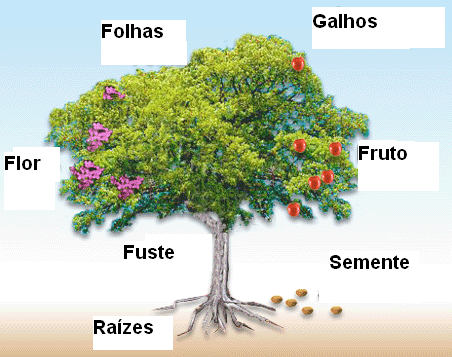 Folhas
Galhos
Flor
Fruto
Fuste
Semente
Raízes